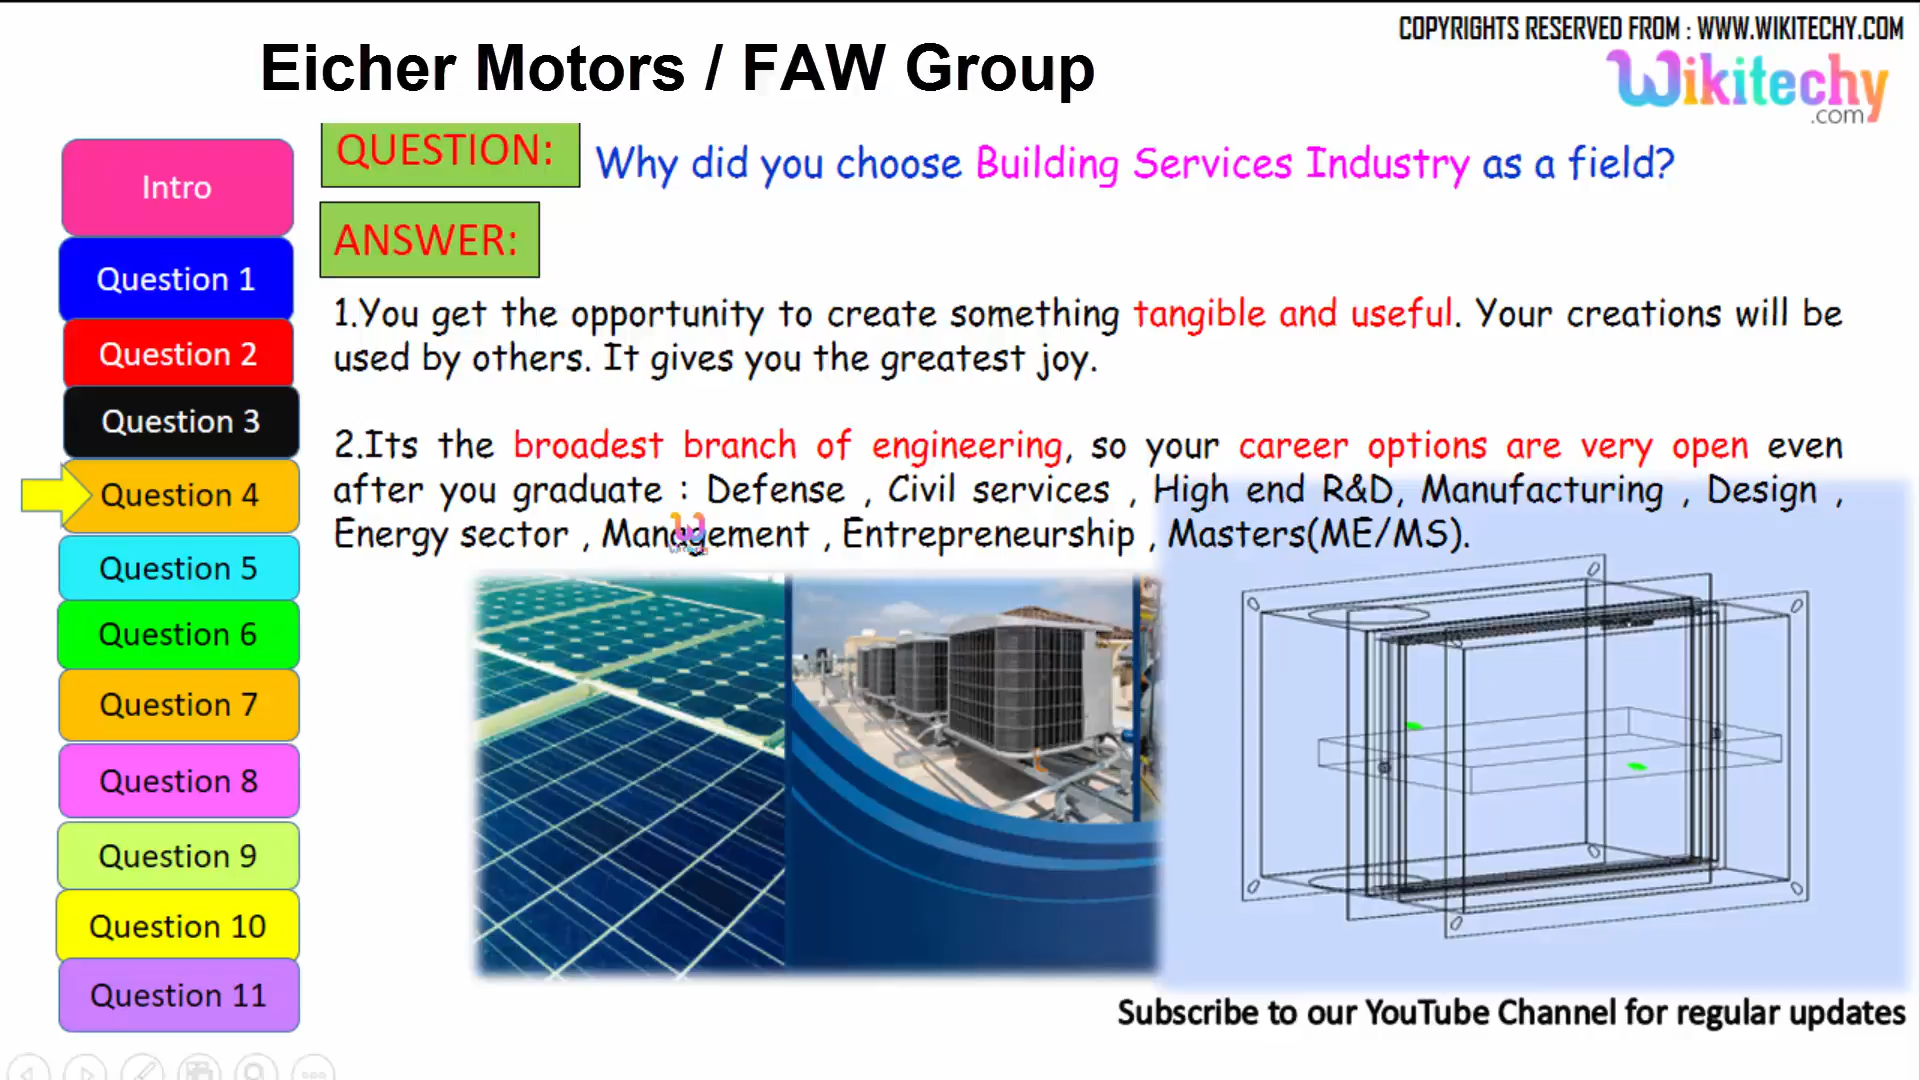 COPYRIGHTS RESERVED FROM : WWW.WIKITECHY.COM
Eicher Motors / FAW Group
Wikitechy
.com
Intro
Question 1
Question 2
Question 3
Question 4
Question 5
Question 6
Question 7
Question 8
Question 9
Question 10
Question 11
QUESTION: Why did you choose Building Services Industry as a field?
ANSWER:
1.You get the opportunity to create something tangible and useful. Your creations will be
used by others. It gives you the greatest joy.
2.Its the broadest branch of engineering, so your career options are very open even
after you graduate : Defense , Civil services , High end R&D, Manufacturing , Design ,
Energy sector , Management , Entrepreneurship , Masters(ME/MS).
Subscribe to our YouTube Channel for regular updates